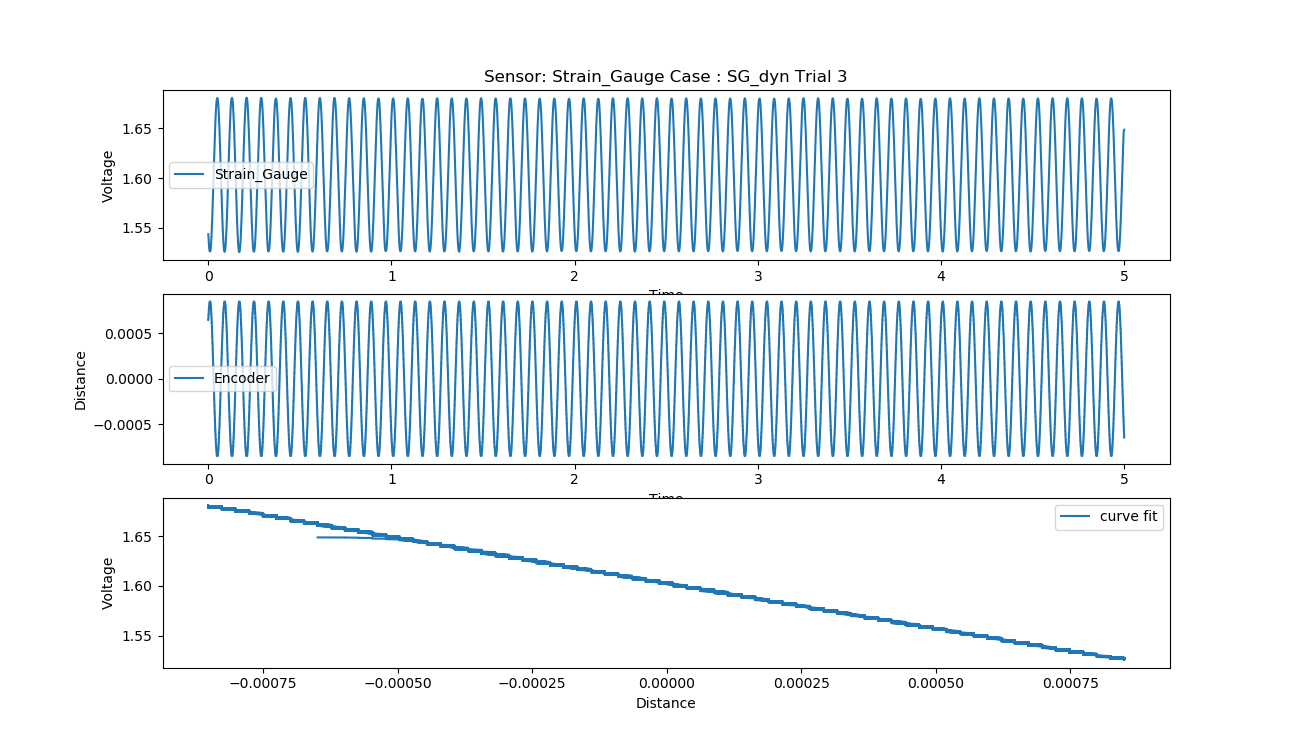 Sensor: Strain_Gauge Case : SG_dyn Trial 3
1.65
1.60
1.55
Voltage
Strain_Gauge
0 1 2 3 4 5
Time
0.0005
0.0000
−0.0005
Distance
Encoder
0 1 2 3 4 5
Time
1.65
1.60
1.55
Voltage
curve fit
−0.00075 −0.00050 −0.00025 0.00000 0.00025 0.00050 0.00075
Distance